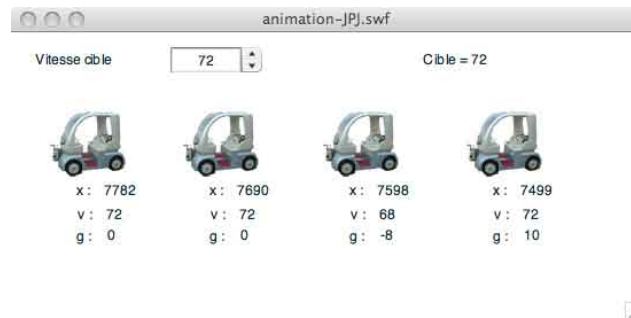 animation-JPJ.swf
Vitesse cible 72 Cible = 72
x : 7782 x : 7690 x : 7598 x : 7499
v : 72 v : 72 v : 68 v : 72
g : 0 g : 0 g : -8 g : 10